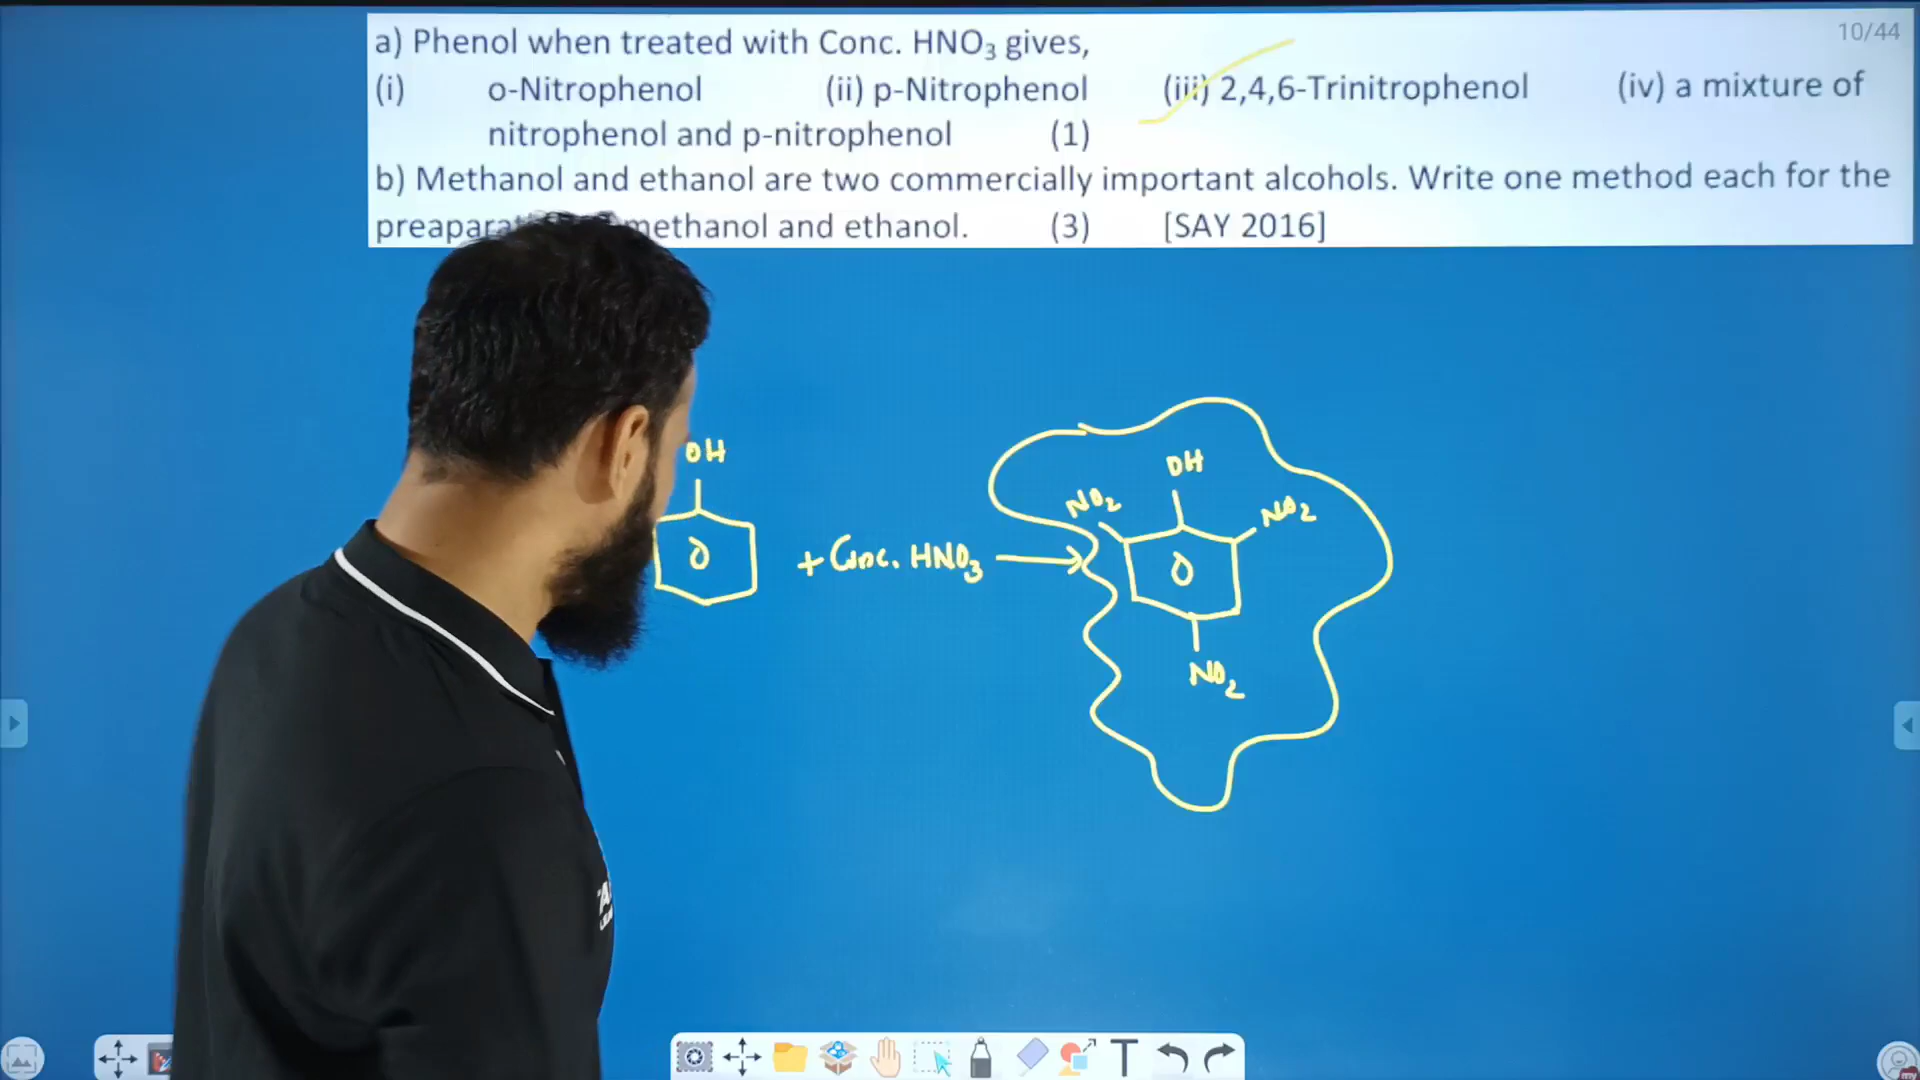 10/44
a) Phenol when treated with Conc. HNO₃ gives,
(i) o-Nitrophenol (ii) p-Nitrophenol (iii) 2,4,6-Trinitrophenol (iv) a mixture of
nitrophenol and p-nitrophenol (1)
b) Methanol and ethanol are two commercially important alcohols. Write one method each for the
methanol and ethanol. (3) [SAY 2016]
OH
+ Conc. HNO₃
OH
NO₂
NO₂
NO₂
T